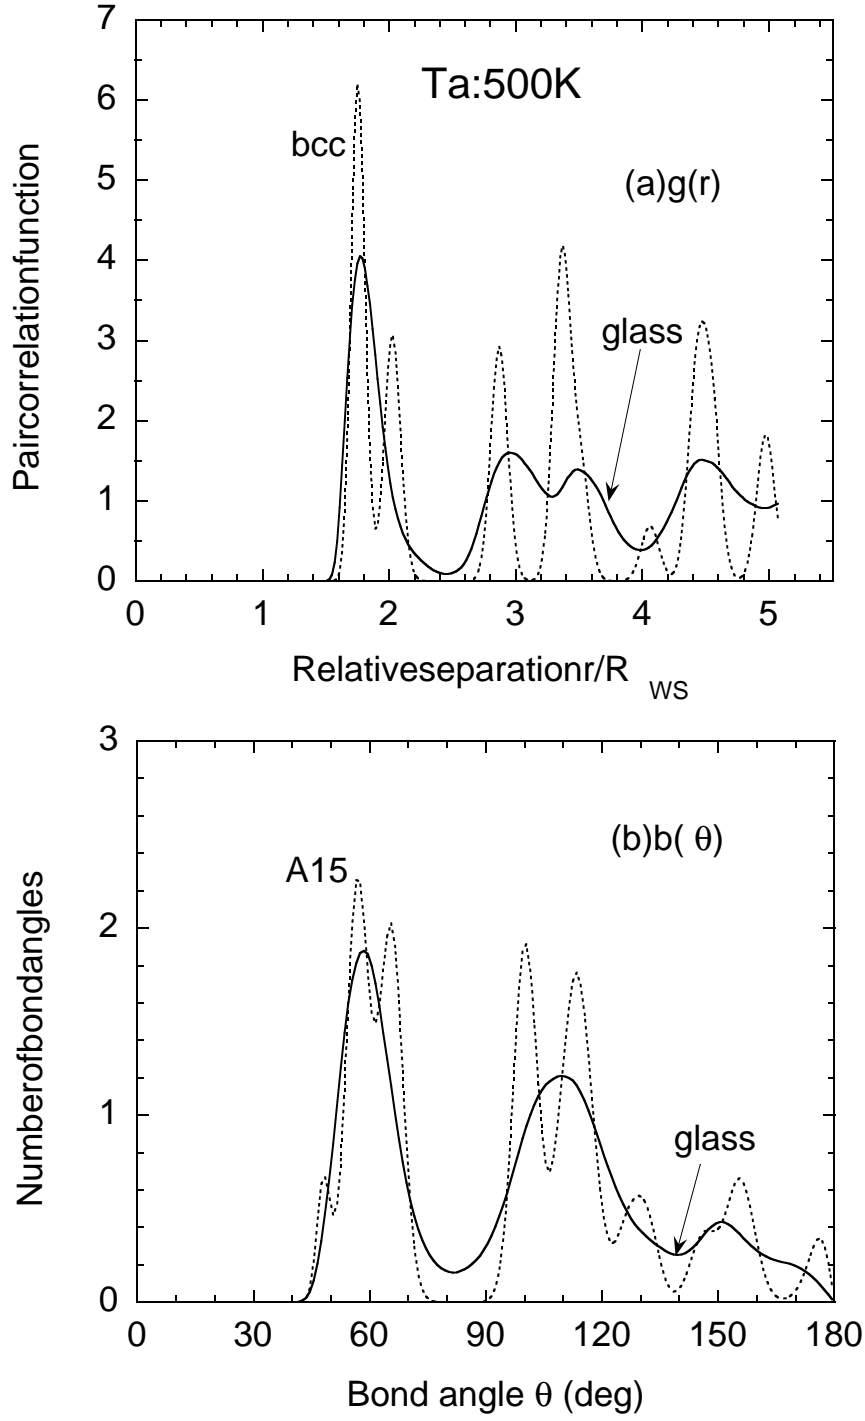 7
6
5
4
3
2
1
0
Paircorrelationfunction
Ta:500K
bcc
(a)g(r)
glass
0 1 2 3 4 5
Relativeseparationr/R WS
3
2
1
0
Numberofbondangles
(b)b( θ)
A15
glass
0 30 60 90 120 150 180
Bond angle θ (deg)